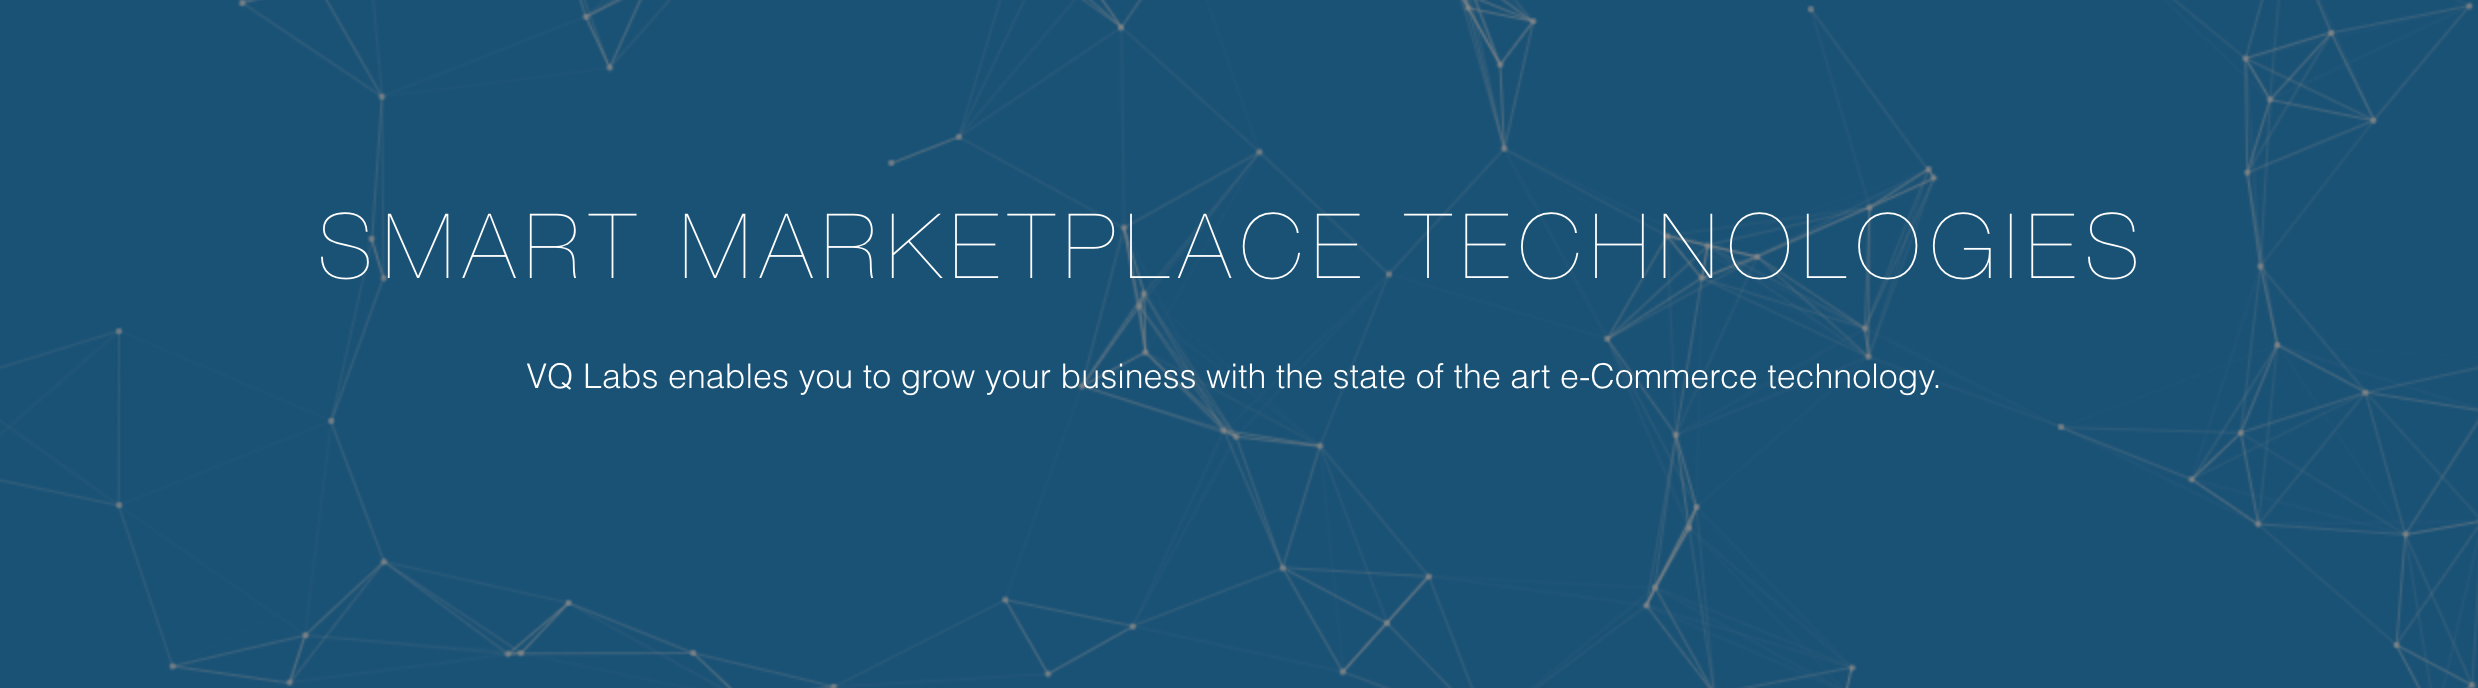 SMART MARKETPLACE TECHNOLOGIES
VQ Labs enables you to grow your business with the state of the art e-Commerce technology.